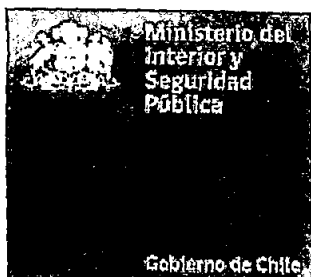 Ministerio del
Interior y
Seguridad
Pública
Gobierno de Chile